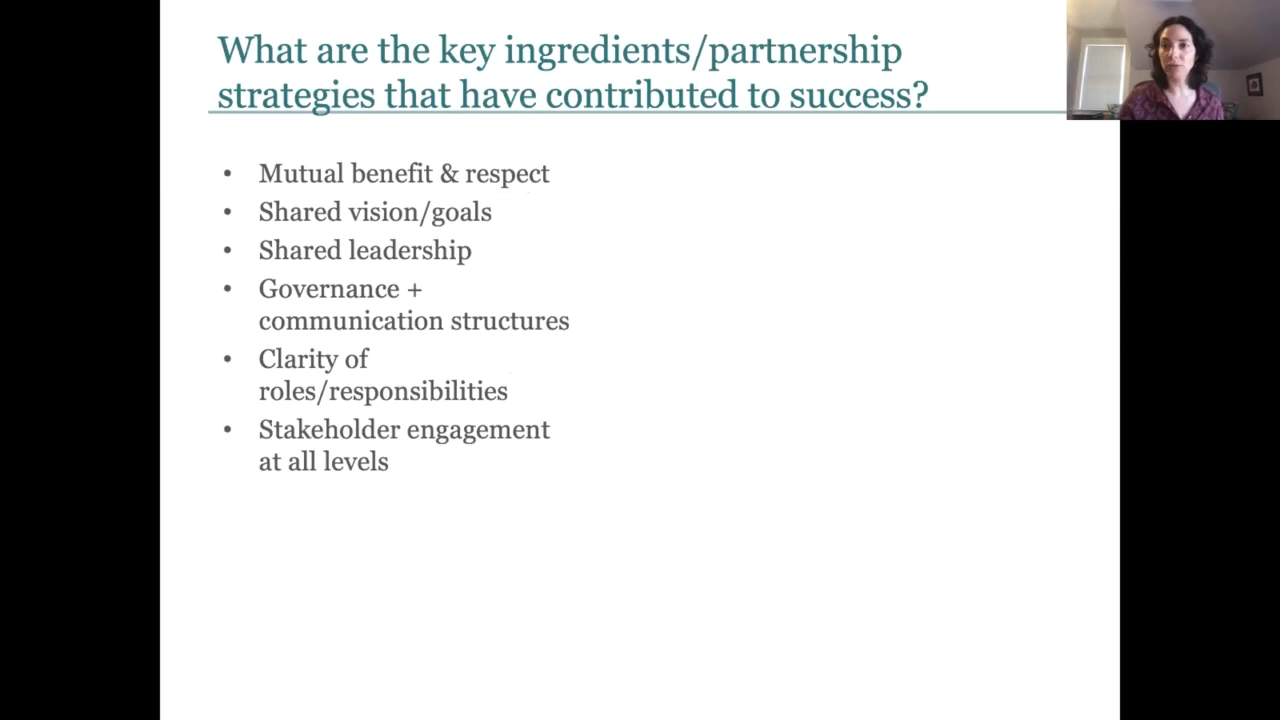 What are the key ingredients/partnership
strategies that have contributed to success?
• Mutual benefit & respect
• Shared vision/goals
• Shared leadership
• Governance +
communication structures
• Clarity of
roles/responsibilities
• Stakeholder engagement
at all levels